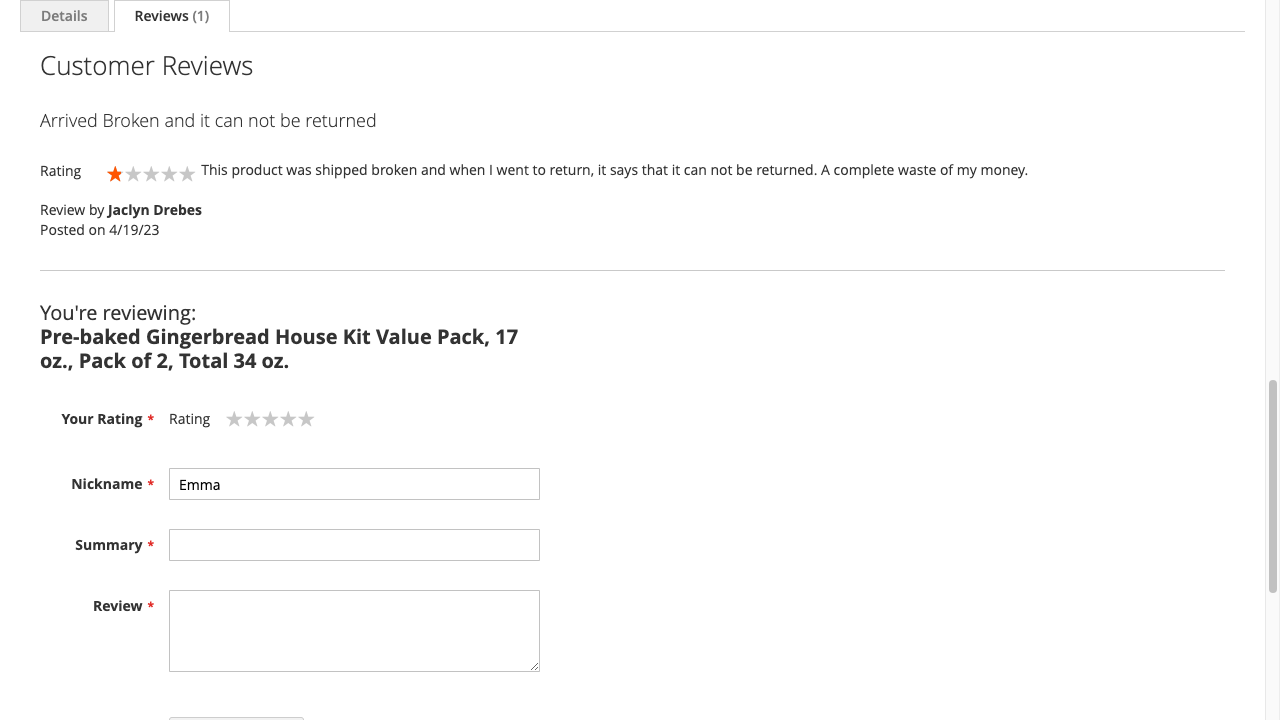 Details
Reviews (1)
Customer Reviews
Arrived Broken and it can not be returned
Rating
This product was shipped broken and when I went to return, it says that it can not be returned. A complete waste of my money.
Review by Jaclyn Drebes
Posted on 4/19/23
You're reviewing:
Pre-baked Gingerbread House Kit Value Pack, 17
oz., Pack of 2, Total 34 oz.
Your Rating *
Rating
Nickname *
Emma
Summary *
Review *